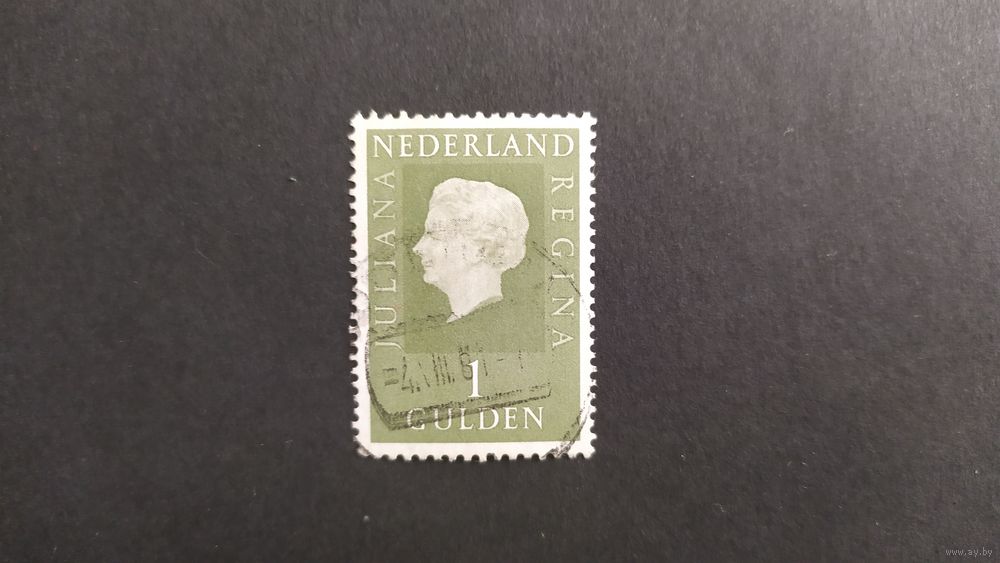 NEDERLAND
JULIANA
REGINA
1
GULDEN
www.ay.by